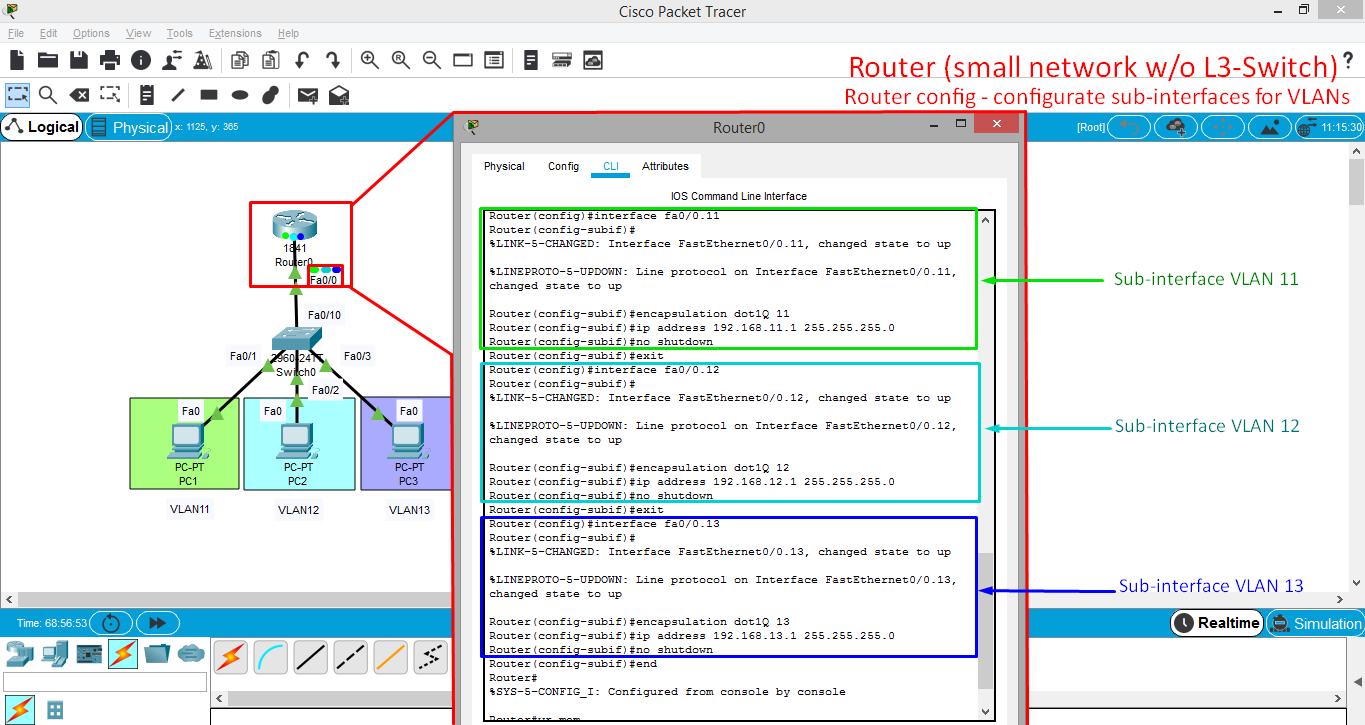 Cisco Packet Tracer
File Edit Options View Tools Extensions Help
Router (small network w/o L3-Switch)
?
Router config - configurate sub-interfaces for VLANs
Logical
Physical
x: 1125, y: 365
[Root]
11:15:30
Router0
Physical Config CLI Attributes
IOS Command Line Interface
Router(config)#interface fa0/0.11
Router(config-subif)#
%LINK-5-CHANGED: Interface FastEthernet0/0.11, changed state to up
%LINEPROTO-5-UPDOWN: Line protocol on Interface FastEthernet0/0.11,
changed state to up
Router(config-subif)#encapsulation dot1Q 11
Router(config-subif)#ip address 192.168.11.1 255.255.255.0
Router(config-subif)#no shutdown
Router(config-subif)#exit
Router(config)#interface fa0/0.12
Router(config-subif)#
%LINK-5-CHANGED: Interface FastEthernet0/0.12, changed state to up
%LINEPROTO-5-UPDOWN: Line protocol on Interface FastEthernet0/0.12,
changed state to up
Router(config-subif)#encapsulation dot1Q 12
Router(config-subif)#ip address 192.168.12.1 255.255.255.0
Router(config-subif)#no shutdown
Router(config-subif)#exit
Router(config)#interface fa0/0.13
Router(config-subif)#
%LINK-5-CHANGED: Interface FastEthernet0/0.13, changed state to up
%LINEPROTO-5-UPDOWN: Line protocol on Interface FastEthernet0/0.13,
changed state to up
Router(config-subif)#encapsulation dot1Q 13
Router(config-subif)#ip address 192.168.13.1 255.255.255.0
Router(config-subif)#no shutdown
Router(config-subif)#end
Router#
%SYS-5-CONFIG_I: Configured from console by console
Router#wr mem
Sub-interface VLAN 11
Sub-interface VLAN 12
Sub-interface VLAN 13
1841
Router0
Fa0/0
Fa0/10
Fa0/1
Fa0/3
2960-24TT
Switch0
Fa0/2
Fa0
Fa0
Fa0
PC-PT
PC1
PC-PT
PC2
PC-PT
PC3
VLAN11
VLAN12
VLAN13
Time: 68:56:53
Realtime
Simulation